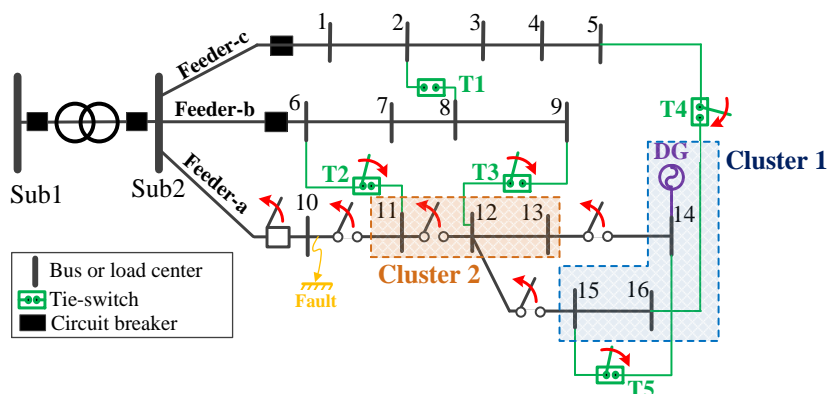 1 2 3 4 5
Feeder-c
T1
T4
Feeder-b
6 7 8 9
DG
Cluster 1
Sub1
Sub2
Feeder-a
T2
T3
10
11
12
13
14
Cluster 2
Fault
Bus or load center
Tie-switch
Circuit breaker
15
16
T5